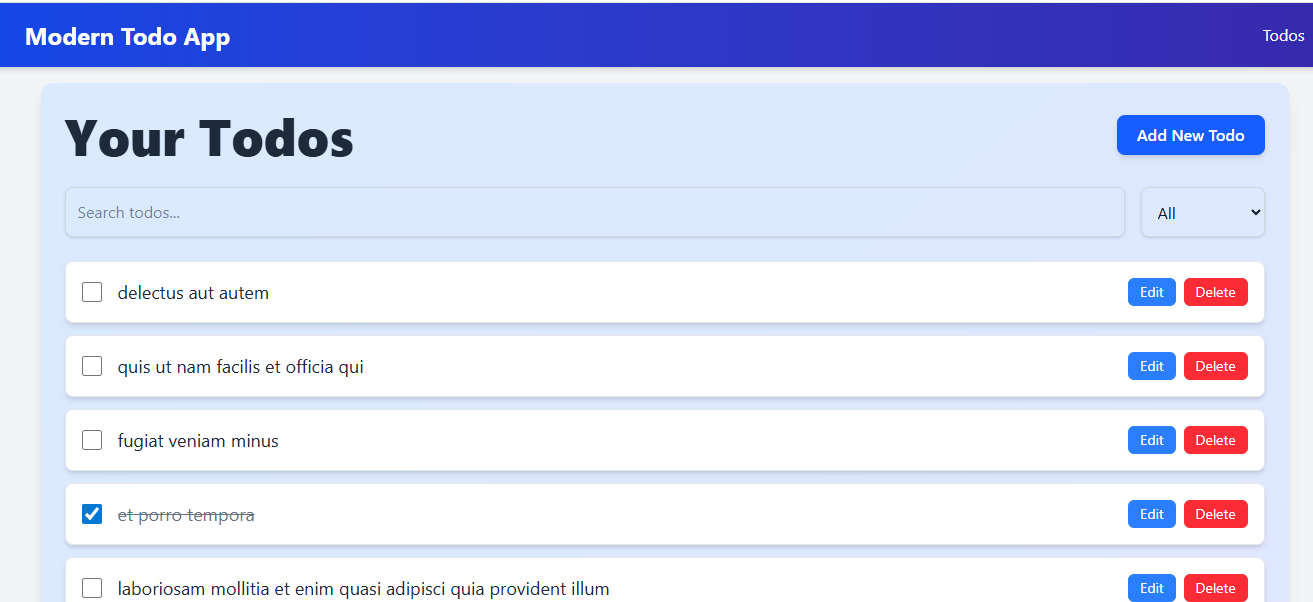 Modern Todo App
Todos
Your Todos
Add New Todo
Search todos...
All
delectus aut autem
Edit
Delete
quis ut nam facilis et officia qui
Edit
Delete
fugiat veniam minus
Edit
Delete
et porro tempora
Edit
Delete
laboriosam mollitia et enim quasi adipisci quia provident illum
Edit
Delete